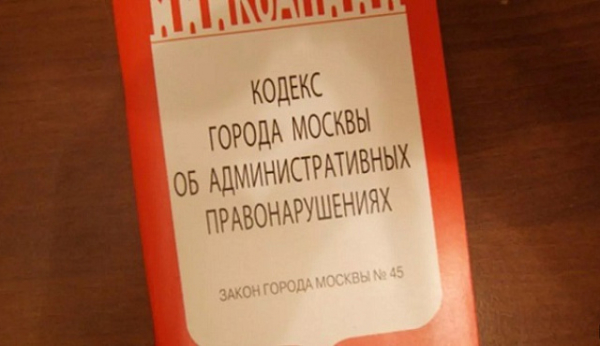 КОДЕКС
ГОРОДА МОСКВЫ
ОБ АДМИНИСТРАТИВНЫХ
ПРАВОНАРУШЕНИЯХ
ЗАКОН ГОРОДА МОСКВЫ № 45